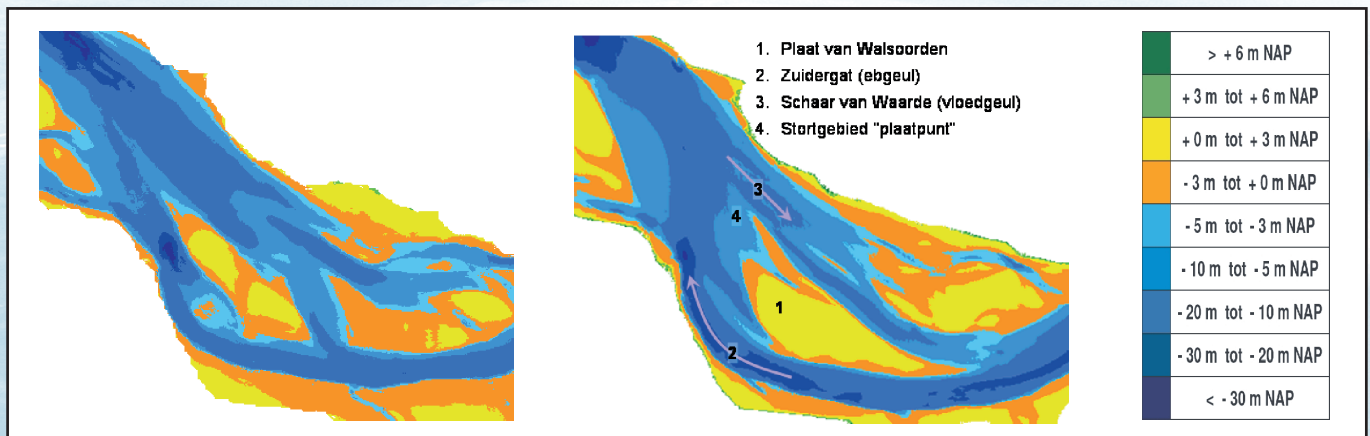 1. Plaat van Walsoorden
2. Zuidergat (ebgeul)
3. Schaar van Waarde (vloedgeul)
4. Stortgebied "plaatpunt"
3
4
1
2
> + 6 m NAP
+ 3 m tot + 6 m NAP
+ 0 m tot + 3 m NAP
- 3 m tot + 0 m NAP
- 5 m tot - 3 m NAP
- 10 m tot - 5 m NAP
- 20 m tot - 10 m NAP
- 30 m tot - 20 m NAP
< - 30 m NAP